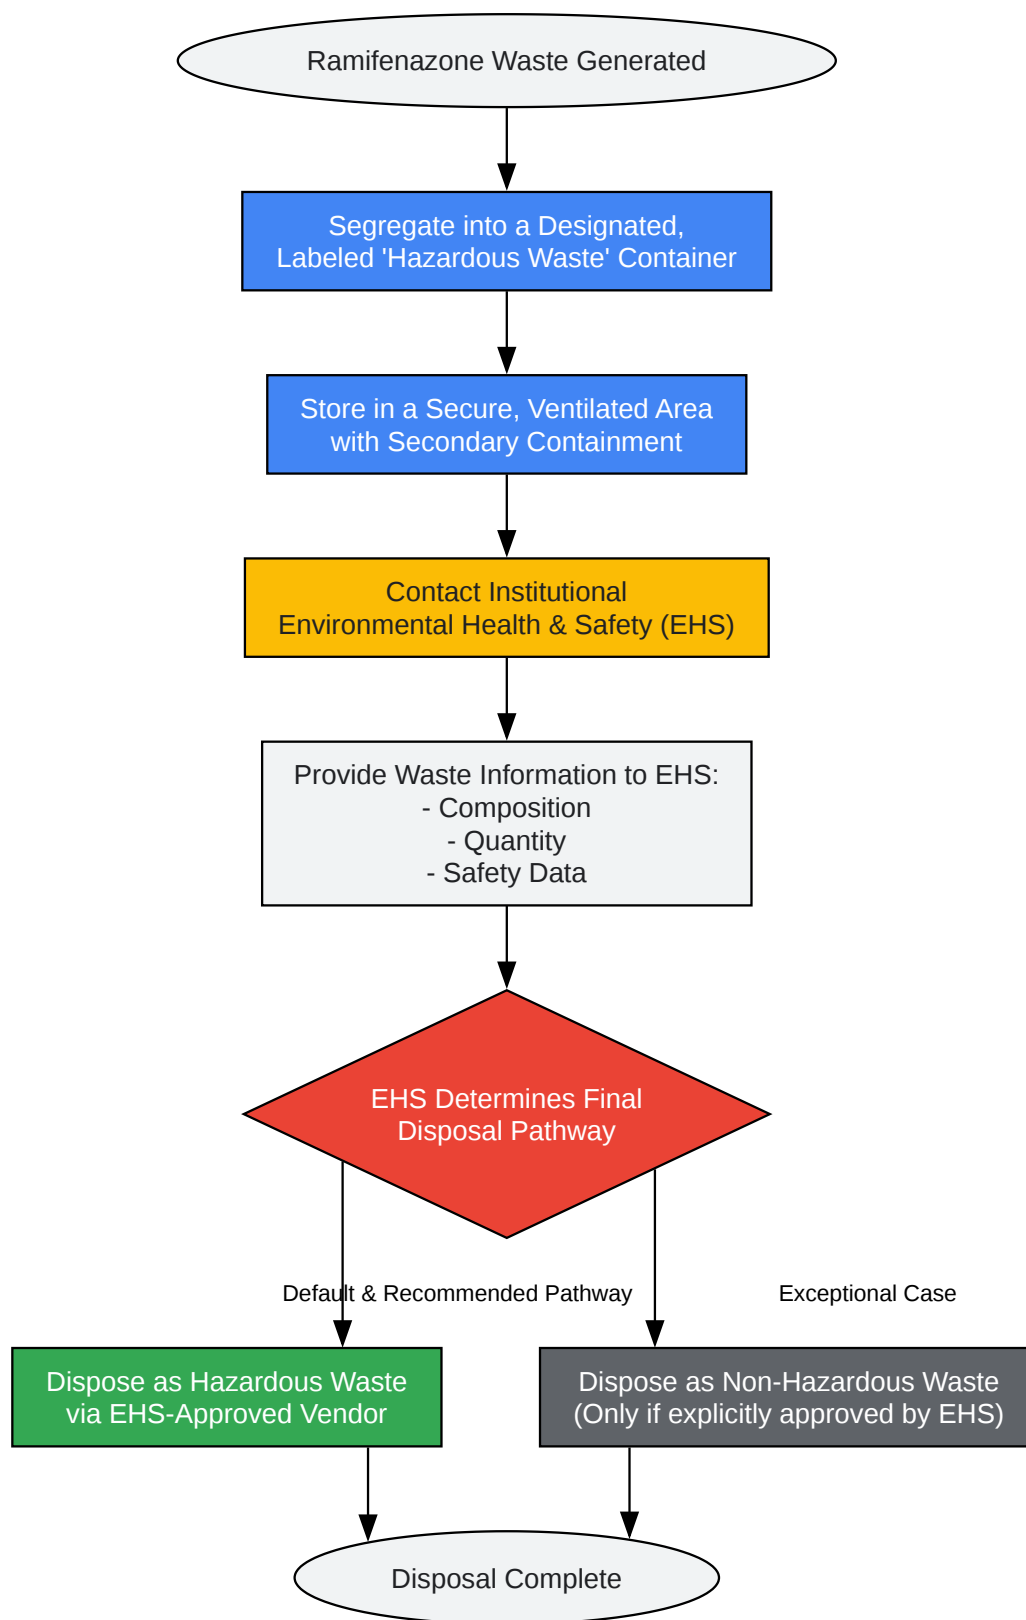 Ramifenazone Waste Generated
Segregate into a Designated,
Labeled 'Hazardous Waste' Container
Store in a Secure, Ventilated Area
with Secondary Containment
Contact Institutional
Environmental Health & Safety (EHS)
Provide Waste Information to EHS:
- Composition
- Quantity
- Safety Data
EHS Determines Final
Disposal Pathway
Default & Recommended Pathway
Exceptional Case
Dispose as Hazardous Waste
via EHS-Approved Vendor
Dispose as Non-Hazardous Waste
(Only if explicitly approved by EHS)
Disposal Complete